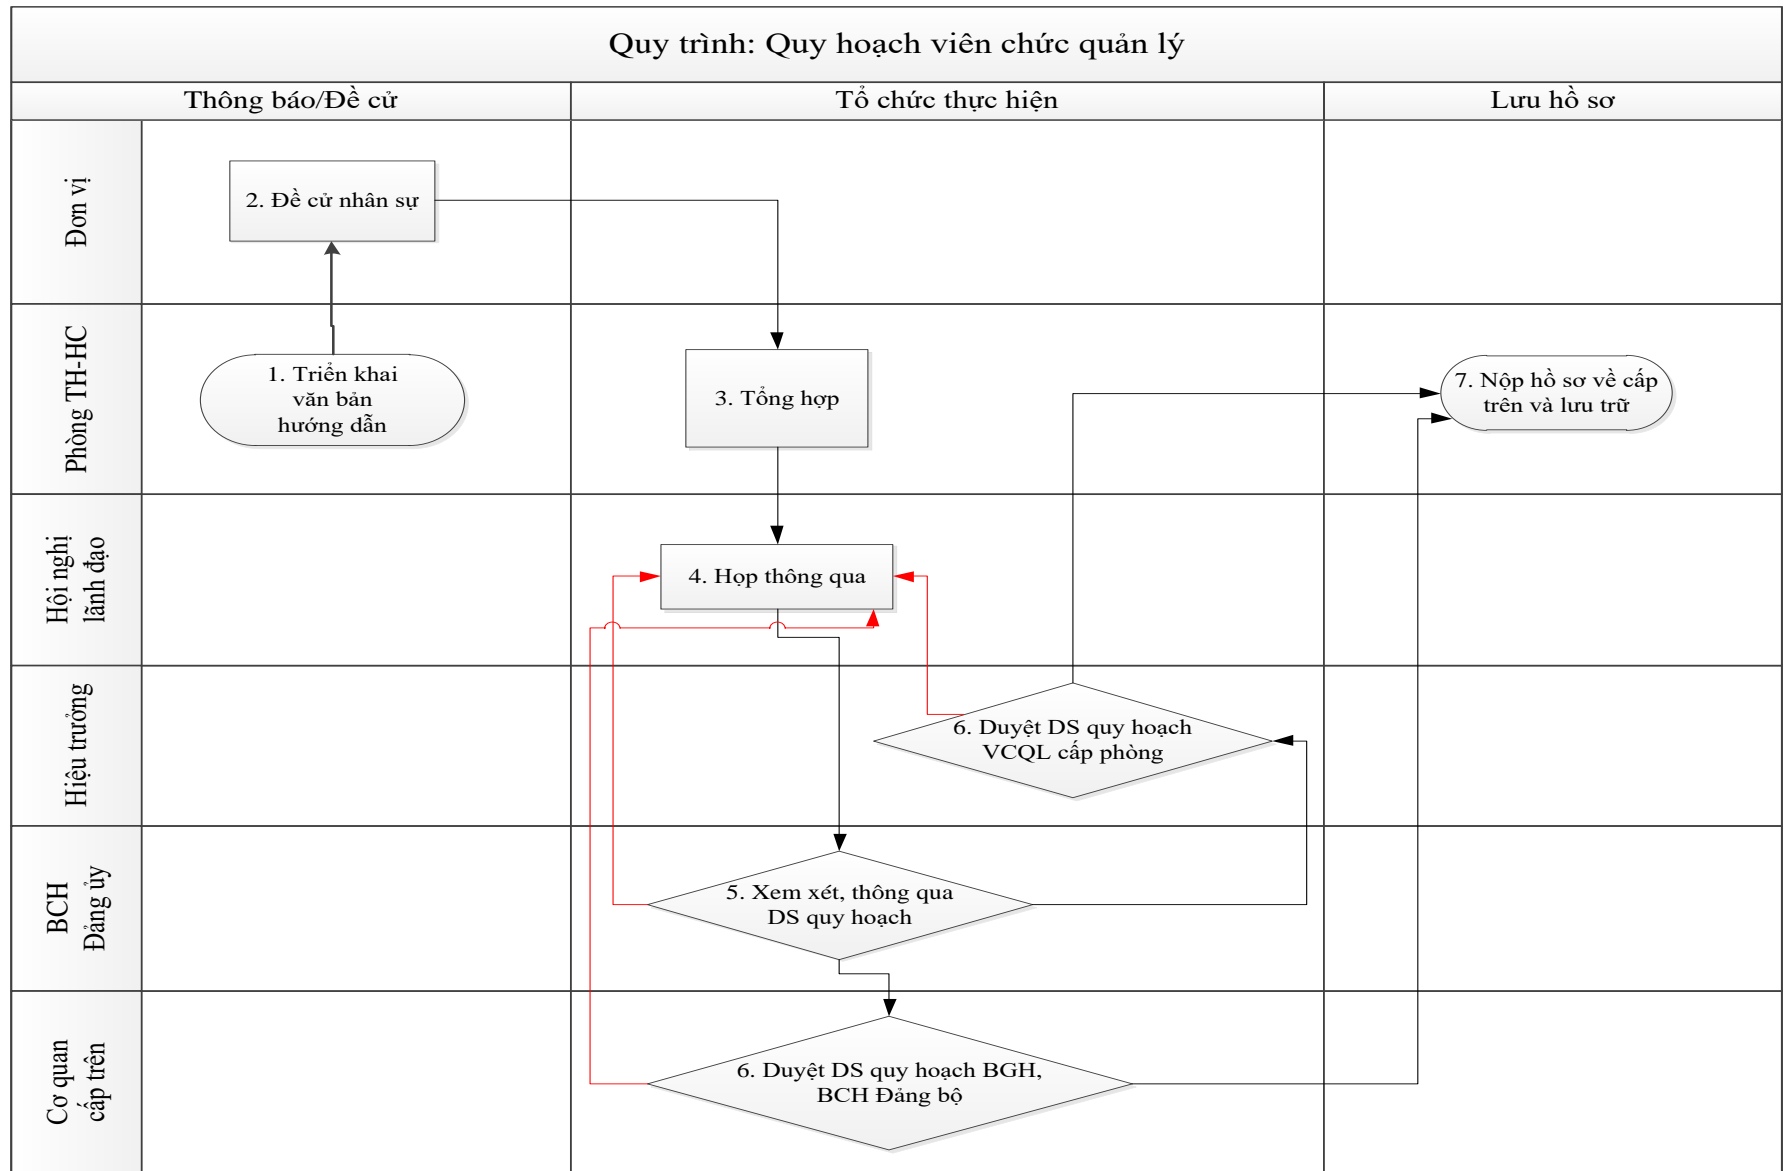 Quy trình: Quy hoạch viên chức quản lý
Thông báo/Đề cử
Tổ chức thực hiện
Lưu hồ sơ
Đơn vị
2. Đề cử nhân sự
Phòng TH-HC
1. Triển khai
văn bản
hướng dẫn
3. Tổng hợp
7. Nộp hồ sơ về cấp
trên và lưu trữ
Hội nghị
lãnh đạo
4. Họp thông qua
Hiệu trưởng
6. Duyệt DS quy hoạch
VCQL cấp phòng
BCH
Đảng ủy
5. Xem xét, thông qua
DS quy hoạch
Cơ quan
cấp trên
6. Duyệt DS quy hoạch BGH,
BCH Đảng bộ